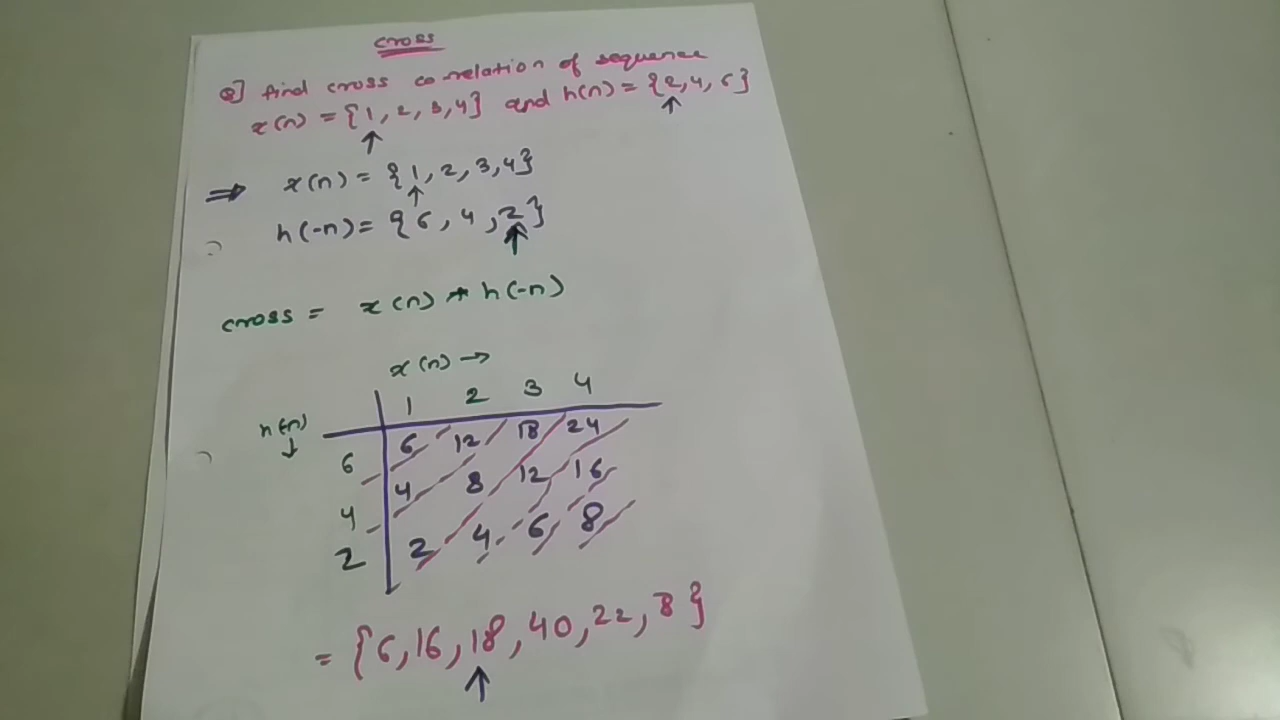 cross
Q] find cross co-relation of sequence
x(n) = {1, 2, 3, 4} and h(n) = {2, 4, 6}
↑ ↑
⇒ x(n) = {1, 2, 3, 4}
↑
h(-n) = {6, 4, 2}
↑
cross = x(n) * h(-n)
x(n) →
1 2 3 4
h(-n) ↓
6 6 12 18 24
4 4 8 12 16
2 2 4 6 8
= {6, 16, 18, 40, 22, 8}
↑